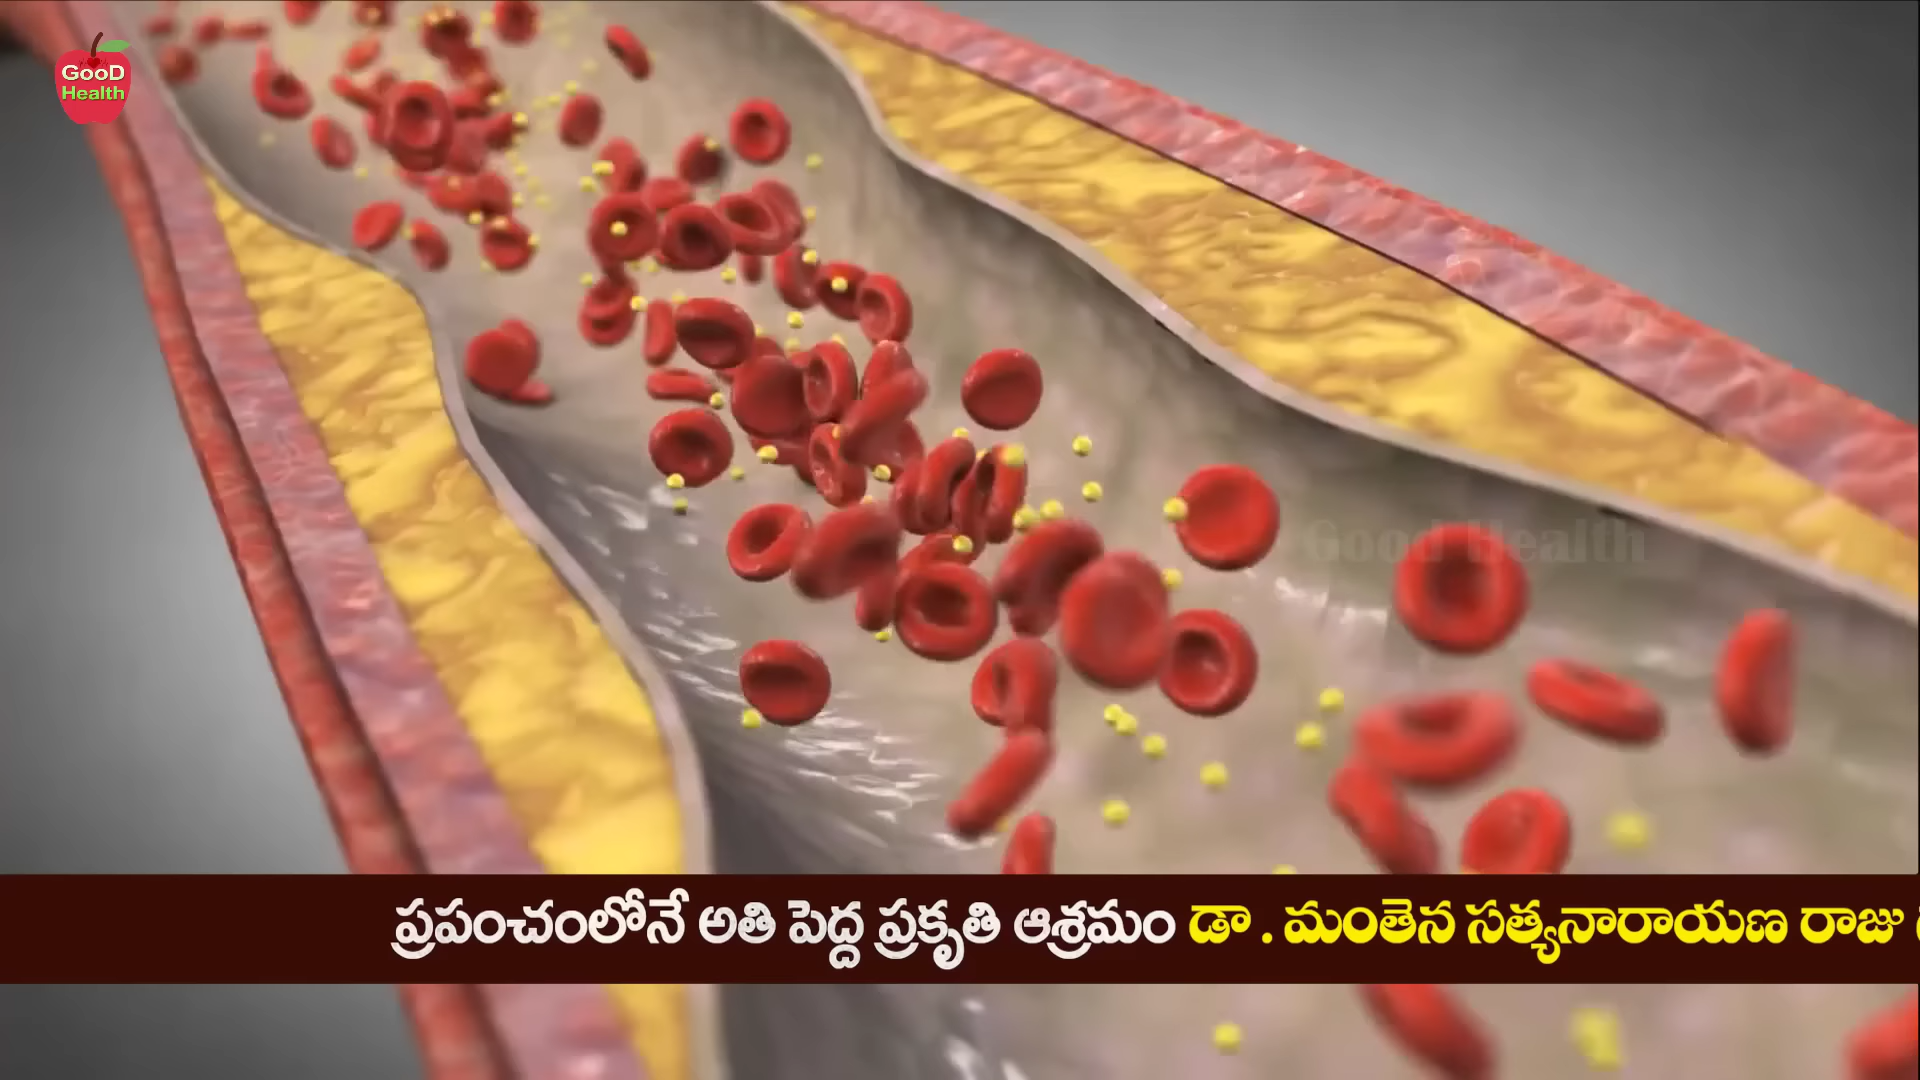 GooD
Health
Good Health
ప్రపంచంలోనే అతి పెద్ద ప్రకృతి ఆశ్రమం డా. మంతెన సత్యనారాయణ రాజు